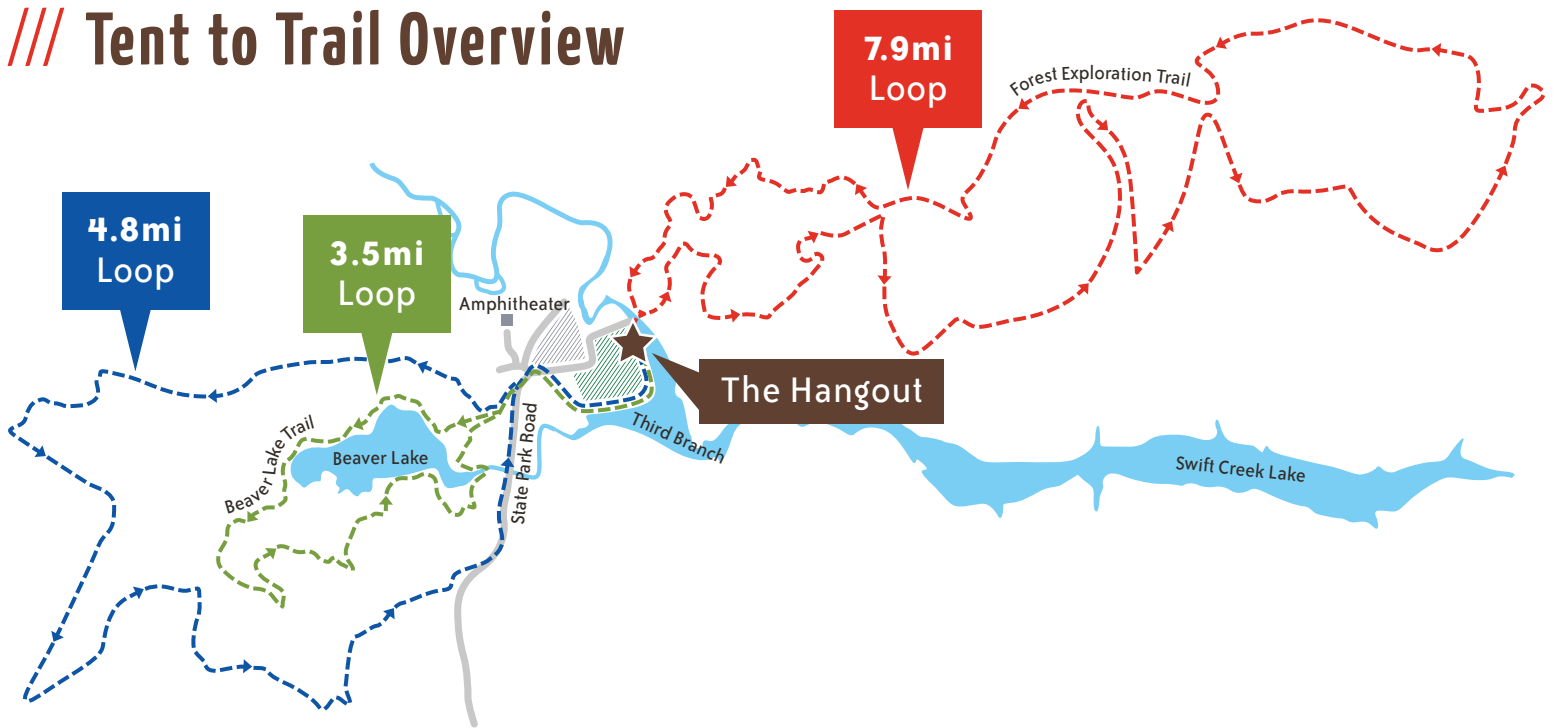 /// Tent to Trail Overview
7.9mi
Loop
Forest Exploration Trail
4.8mi
Loop
3.5mi
Loop
Amphitheater
The Hangout
Beaver Lake Trail
Beaver Lake
State Park Road
Third Branch
Swift Creek Lake